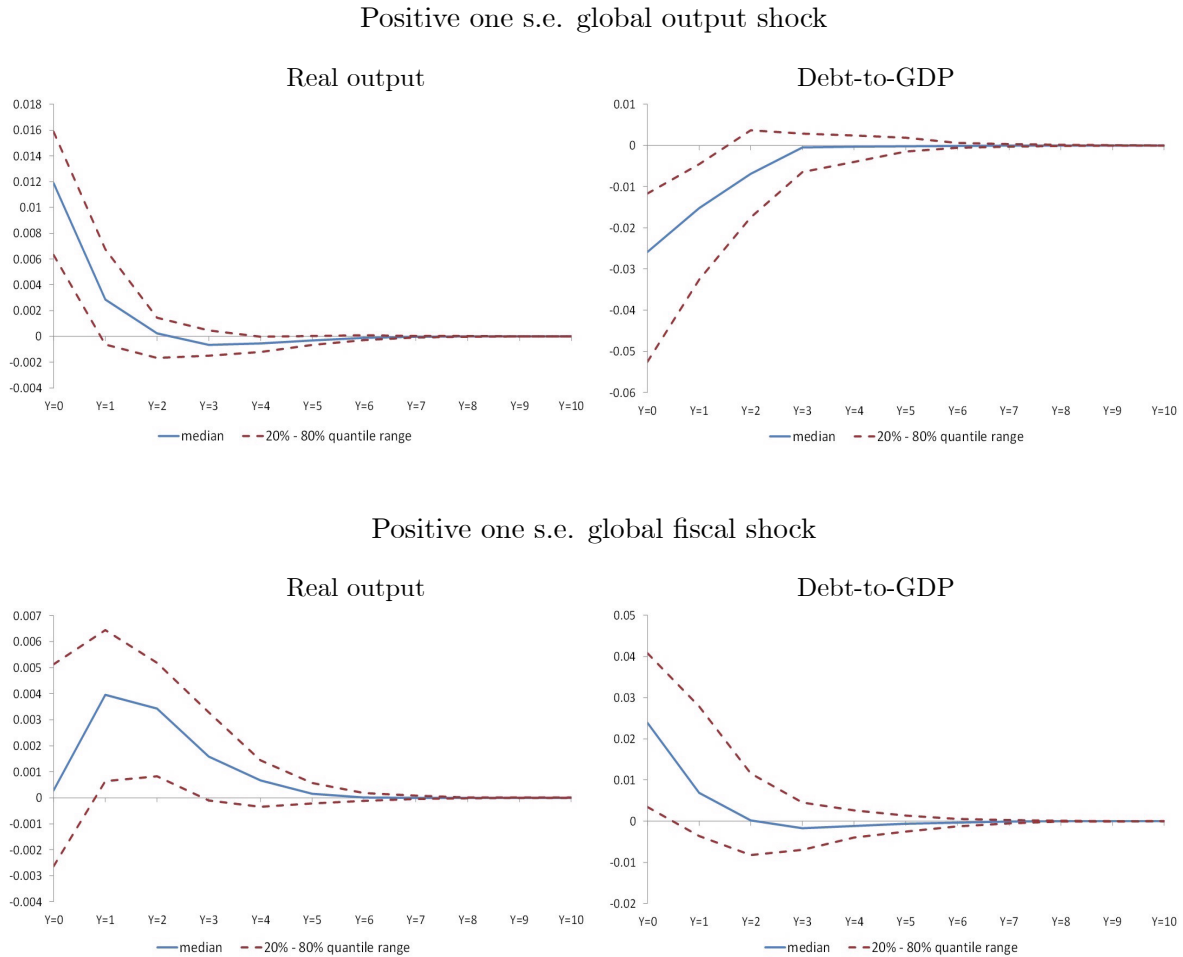 Positive one s.e. global output shock
Real output
0.018
0.016
0.014
0.012
0.01
0.008
0.006
0.004
0.002
0
-0.002
-0.004
Y=0 Y=1 Y=2 Y=3 Y=4 Y=5 Y=6 Y=7 Y=8 Y=9 Y=10
median 20% - 80% quantile range
Debt-to-GDP
0.01
0
-0.01
-0.02
-0.03
-0.04
-0.05
-0.06
Y=0 Y=1 Y=2 Y=3 Y=4 Y=5 Y=6 Y=7 Y=8 Y=9 Y=10
median 20% - 80% quantile range
Positive one s.e. global fiscal shock
Real output
0.007
0.006
0.005
0.004
0.003
0.002
0.001
0
-0.001
-0.002
-0.003
-0.004
Y=0 Y=1 Y=2 Y=3 Y=4 Y=5 Y=6 Y=7 Y=8 Y=9 Y=10
median 20% - 80% quantile range
Debt-to-GDP
0.05
0.04
0.03
0.02
0.01
0
-0.01
-0.02
Y=0 Y=1 Y=2 Y=3 Y=4 Y=5 Y=6 Y=7 Y=8 Y=9 Y=10
median 20% - 80% quantile range